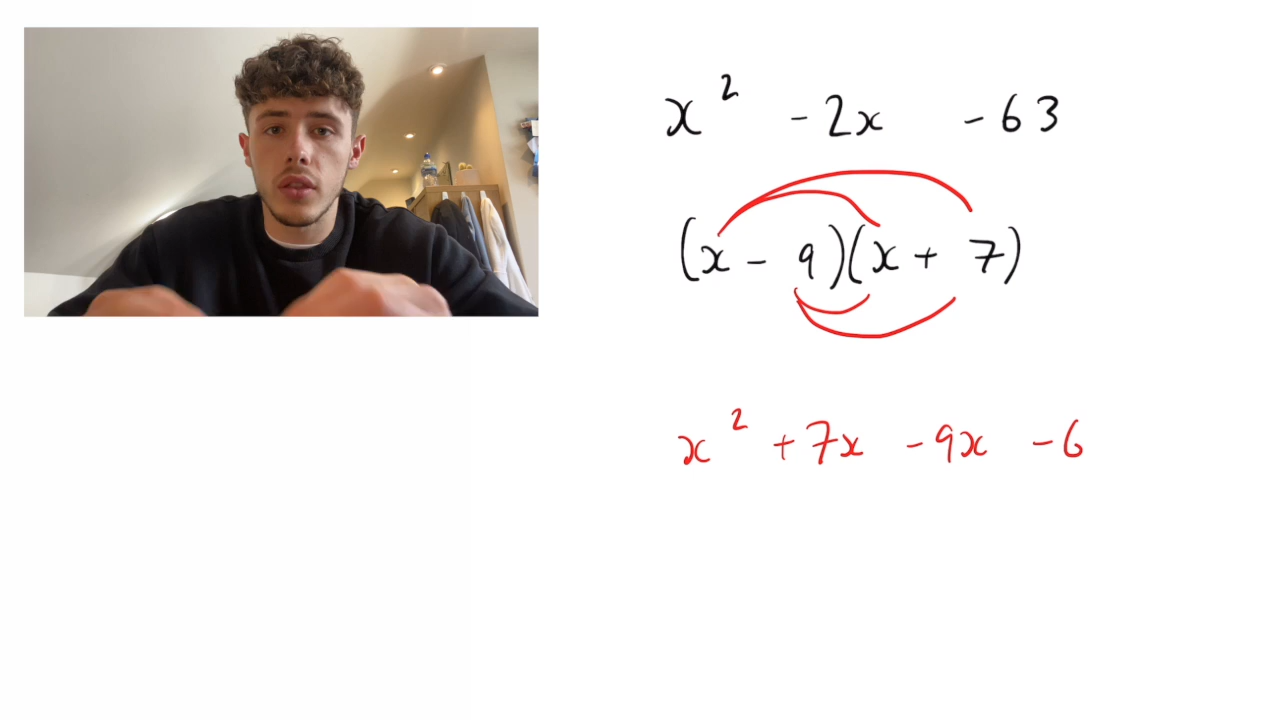 x² - 2x - 63
(x - 9)(x + 7)
x² + 7x - 9x - 6